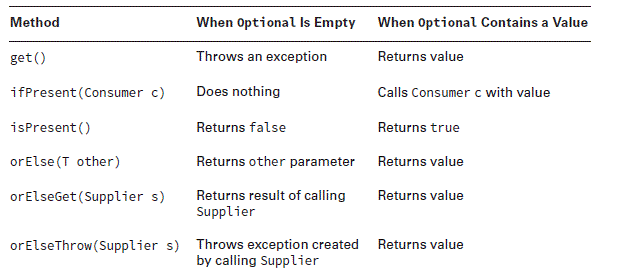 Method When Optional Is Empty When Optional Contains a Value
get() Throws an exception Returns value
ifPresent(Consumer c) Does nothing Calls Consumer c with value
isPresent() Returns false Returns true
orElse(T other) Returns other parameter Returns value
orElseGet(Supplier s) Returns result of calling Returns value
Supplier
orElseThrow(Supplier s) Throws exception created Returns value
by calling Supplier